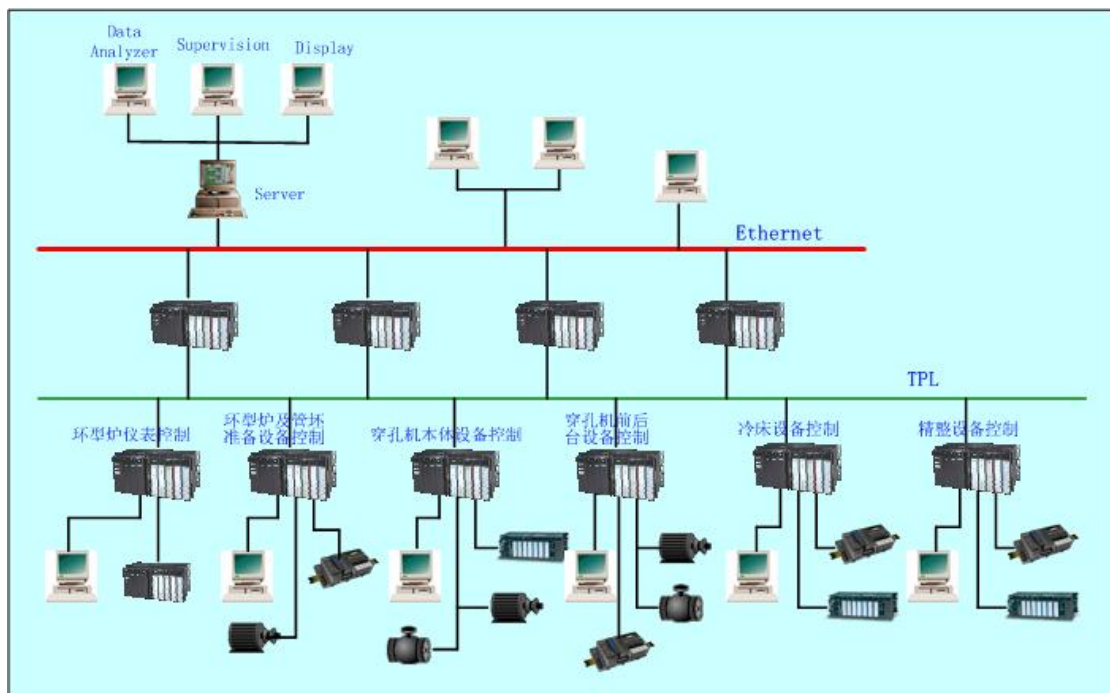 Data
Analyzer
Supervision
Display
Server
Ethernet
TPL
环型炉仪表控制
环型炉及管坯
准备设备控制
穿孔机本体设备控制
穿孔机前后
台设备控制
冷床设备控制
精整设备控制